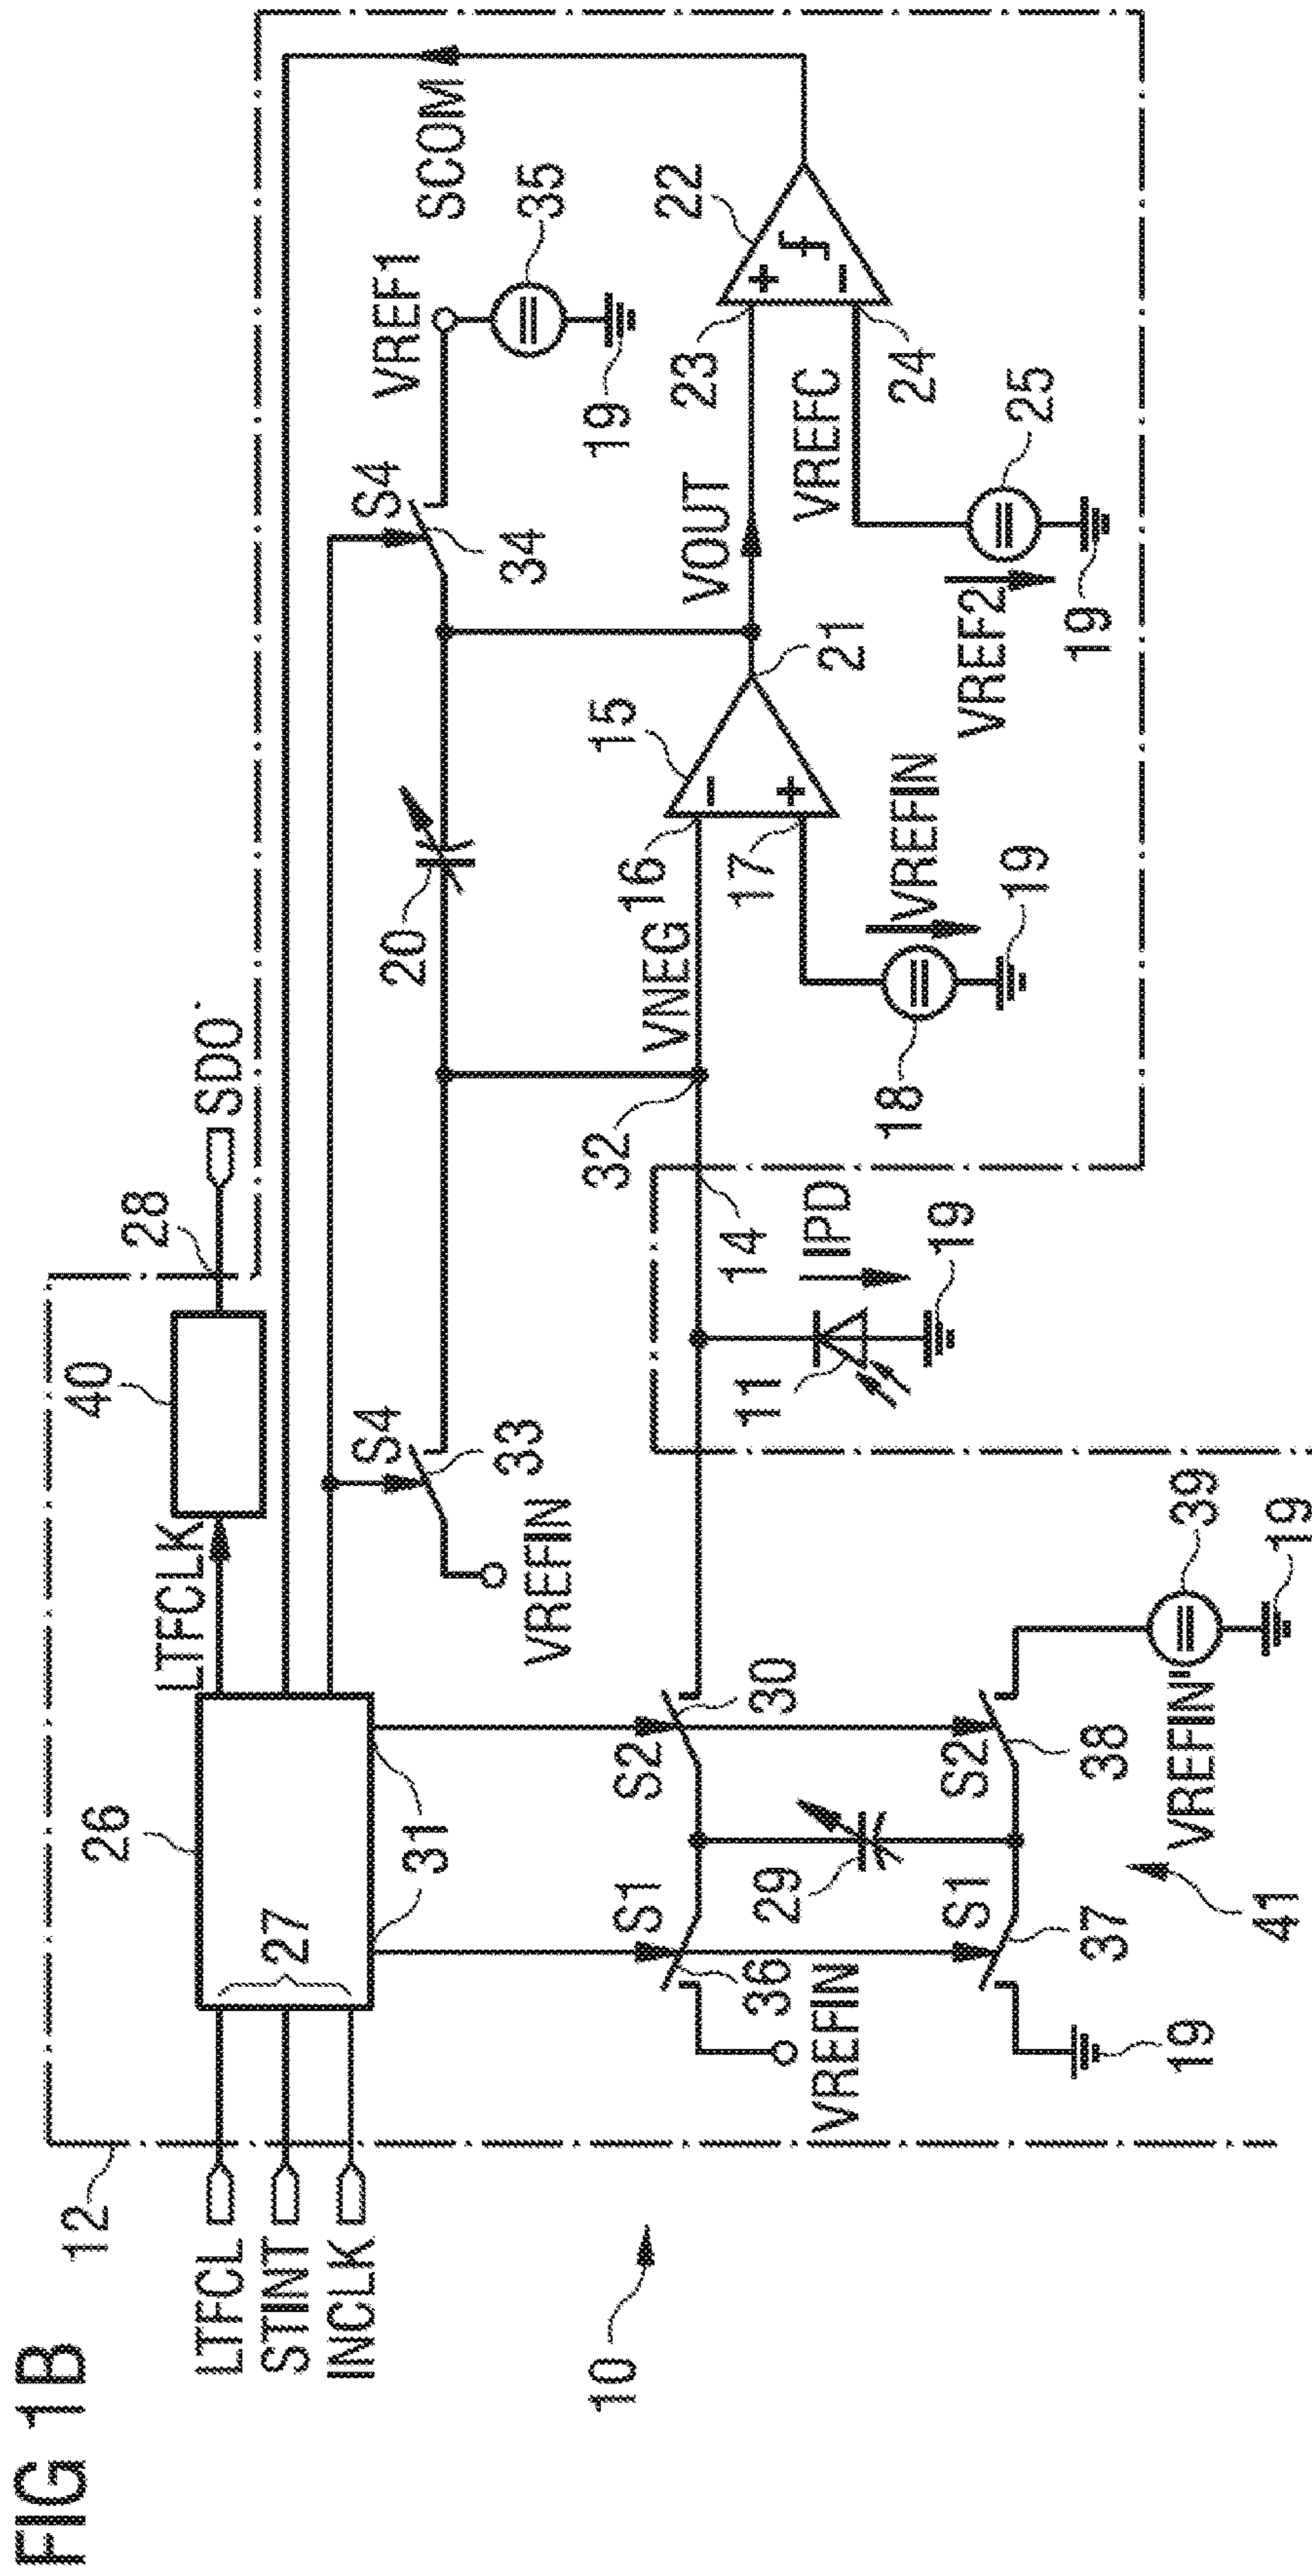 FIG 1B
12
26
40
28
SDO
LTFCLK
LTFCL
STINT
INCLK
27
31
S4
33
VREFIN
20
S4
34
VREF1
35
19
SCOM
10
S1
36
VREFIN
S2
30
29
32
14
VNEG
16
15
17
21
VOUT
23
22
VREFC
24
18
VREFIN
19
VREF2
25
19
11
IPD
19
S1
37
19
S2
38
VREFIN'
39
19
41